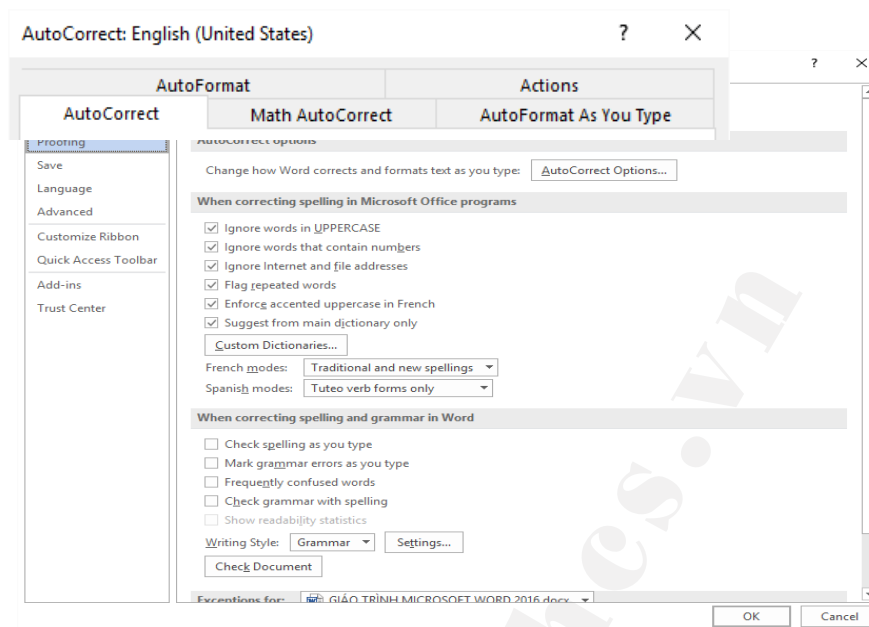 AutoCorrect: English (United States) ? ×
? ×
AutoFormat Actions
AutoCorrect Math AutoCorrect AutoFormat As You Type
Proofing
AutoCorrect options
Save
Change how Word corrects and formats text as you type: AutoCorrect Options...
Language
When correcting spelling in Microsoft Office programs
Advanced
Ignore words in UPPERCASE
Customize Ribbon
Ignore words that contain numbers
Quick Access Toolbar
Ignore Internet and file addresses
Add-ins
Flag repeated words
Enforce accented uppercase in French
Trust Center
Suggest from main dictionary only
Custom Dictionaries...
French modes: Traditional and new spellings
Spanish modes: Tuteo verb forms only
When correcting spelling and grammar in Word
Check spelling as you type
Mark grammar errors as you type
Frequently confused words
Check grammar with spelling
Show readability statistics
Writing Style: Grammar Settings...
Check Document
Exceptions for: GIÁO TRÌNH MICROSOFT WORD 2016.docx
OK Cancel
hcs.vn